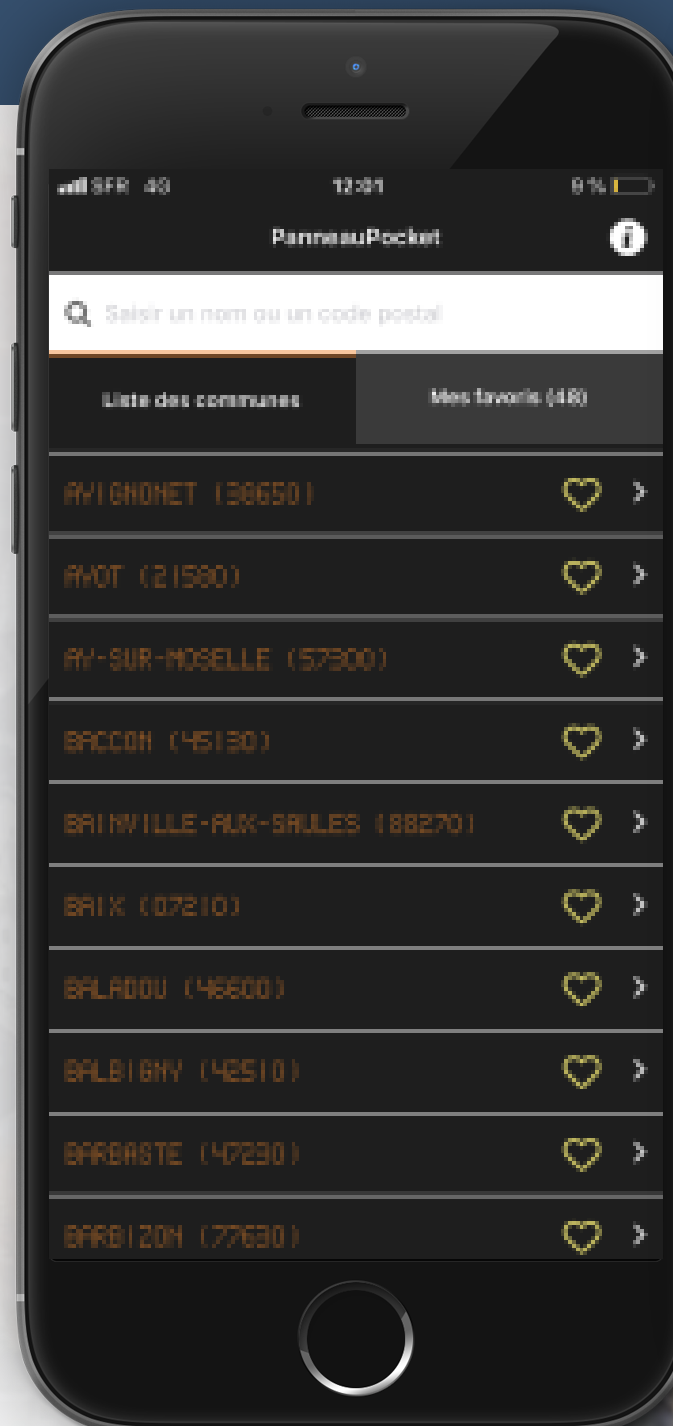 SFR 4G 12:01 9 %
PanneauPocket
Saisir un nom ou un code postal
Liste des communes Mes favoris (48)
AVIGNONET (38650)
AVOT (21580)
AY-SUR-MOSELLE (57300)
BACCON (45130)
BAINVILLE-AUX-SAULES (88270)
BAIX (07210)
BALADOU (46600)
BALBIGNY (42510)
BARBASTE (47230)
BARBIZON (77630)